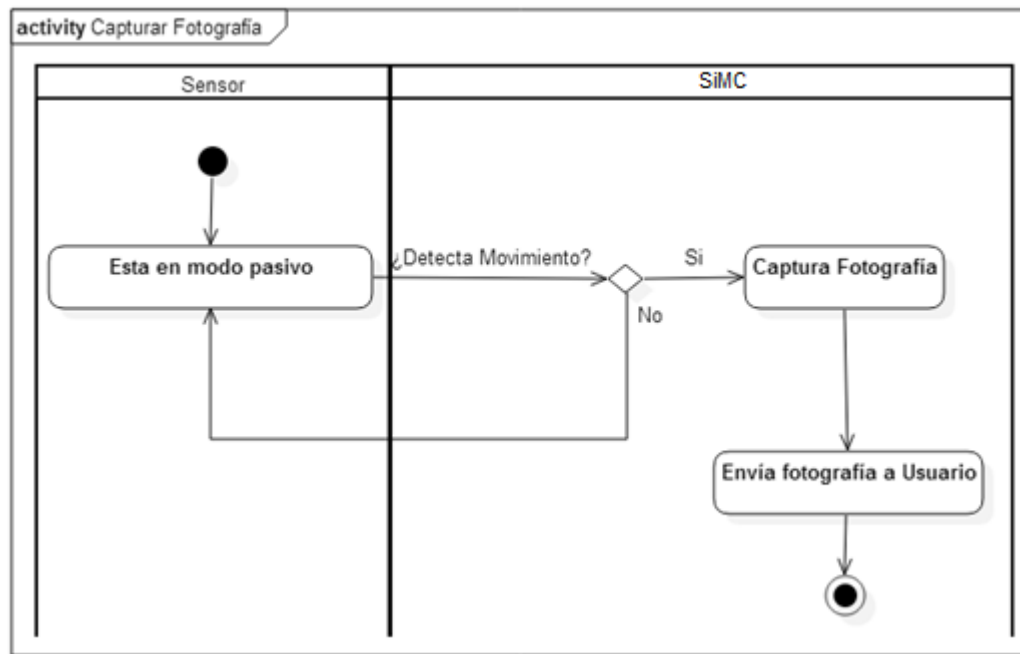 activity Capturar Fotografía
Sensor
SiMC
Esta en modo pasivo
¿Detecta Movimiento?
Si
Captura Fotografía
No
Envía fotografía a Usuario